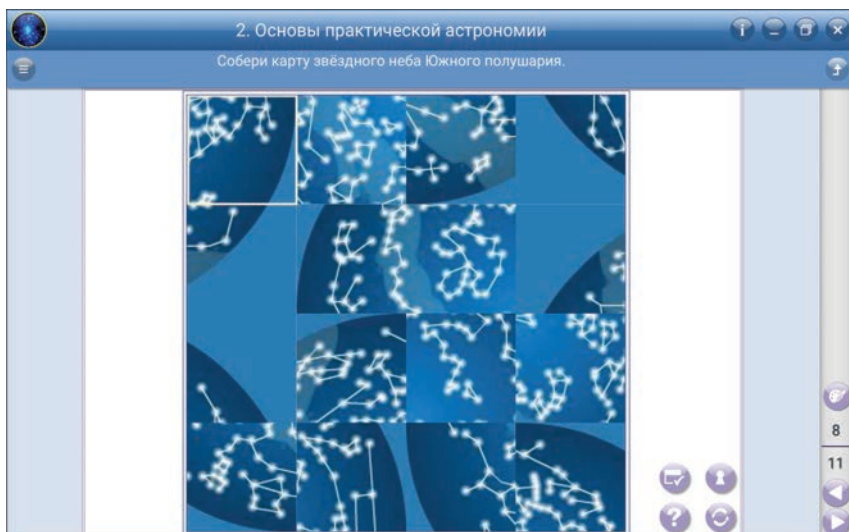 2. Основы практической астрономии
Собери карту звёздного неба Южного полушария.
8
11
?